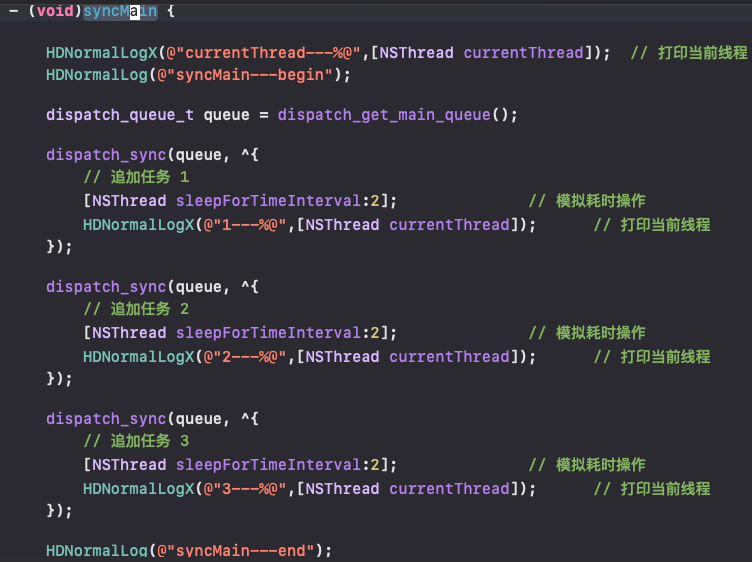 - (void)syncMain {
HDNormalLogX(@"currentThread---%@",[NSThread currentThread]);  // 打印当前线程
HDNormalLog(@"syncMain---begin");
dispatch_queue_t queue = dispatch_get_main_queue();
dispatch_sync(queue, ^{
// 追加任务 1
[NSThread sleepForTimeInterval:2];              // 模拟耗时操作
HDNormalLogX(@"1---%@",[NSThread currentThread]);      // 打印当前线程
});
dispatch_sync(queue, ^{
// 追加任务 2
[NSThread sleepForTimeInterval:2];              // 模拟耗时操作
HDNormalLogX(@"2---%@",[NSThread currentThread]);      // 打印当前线程
});
dispatch_sync(queue, ^{
// 追加任务 3
[NSThread sleepForTimeInterval:2];              // 模拟耗时操作
HDNormalLogX(@"3---%@",[NSThread currentThread]);      // 打印当前线程
});
HDNormalLog(@"syncMain---end");